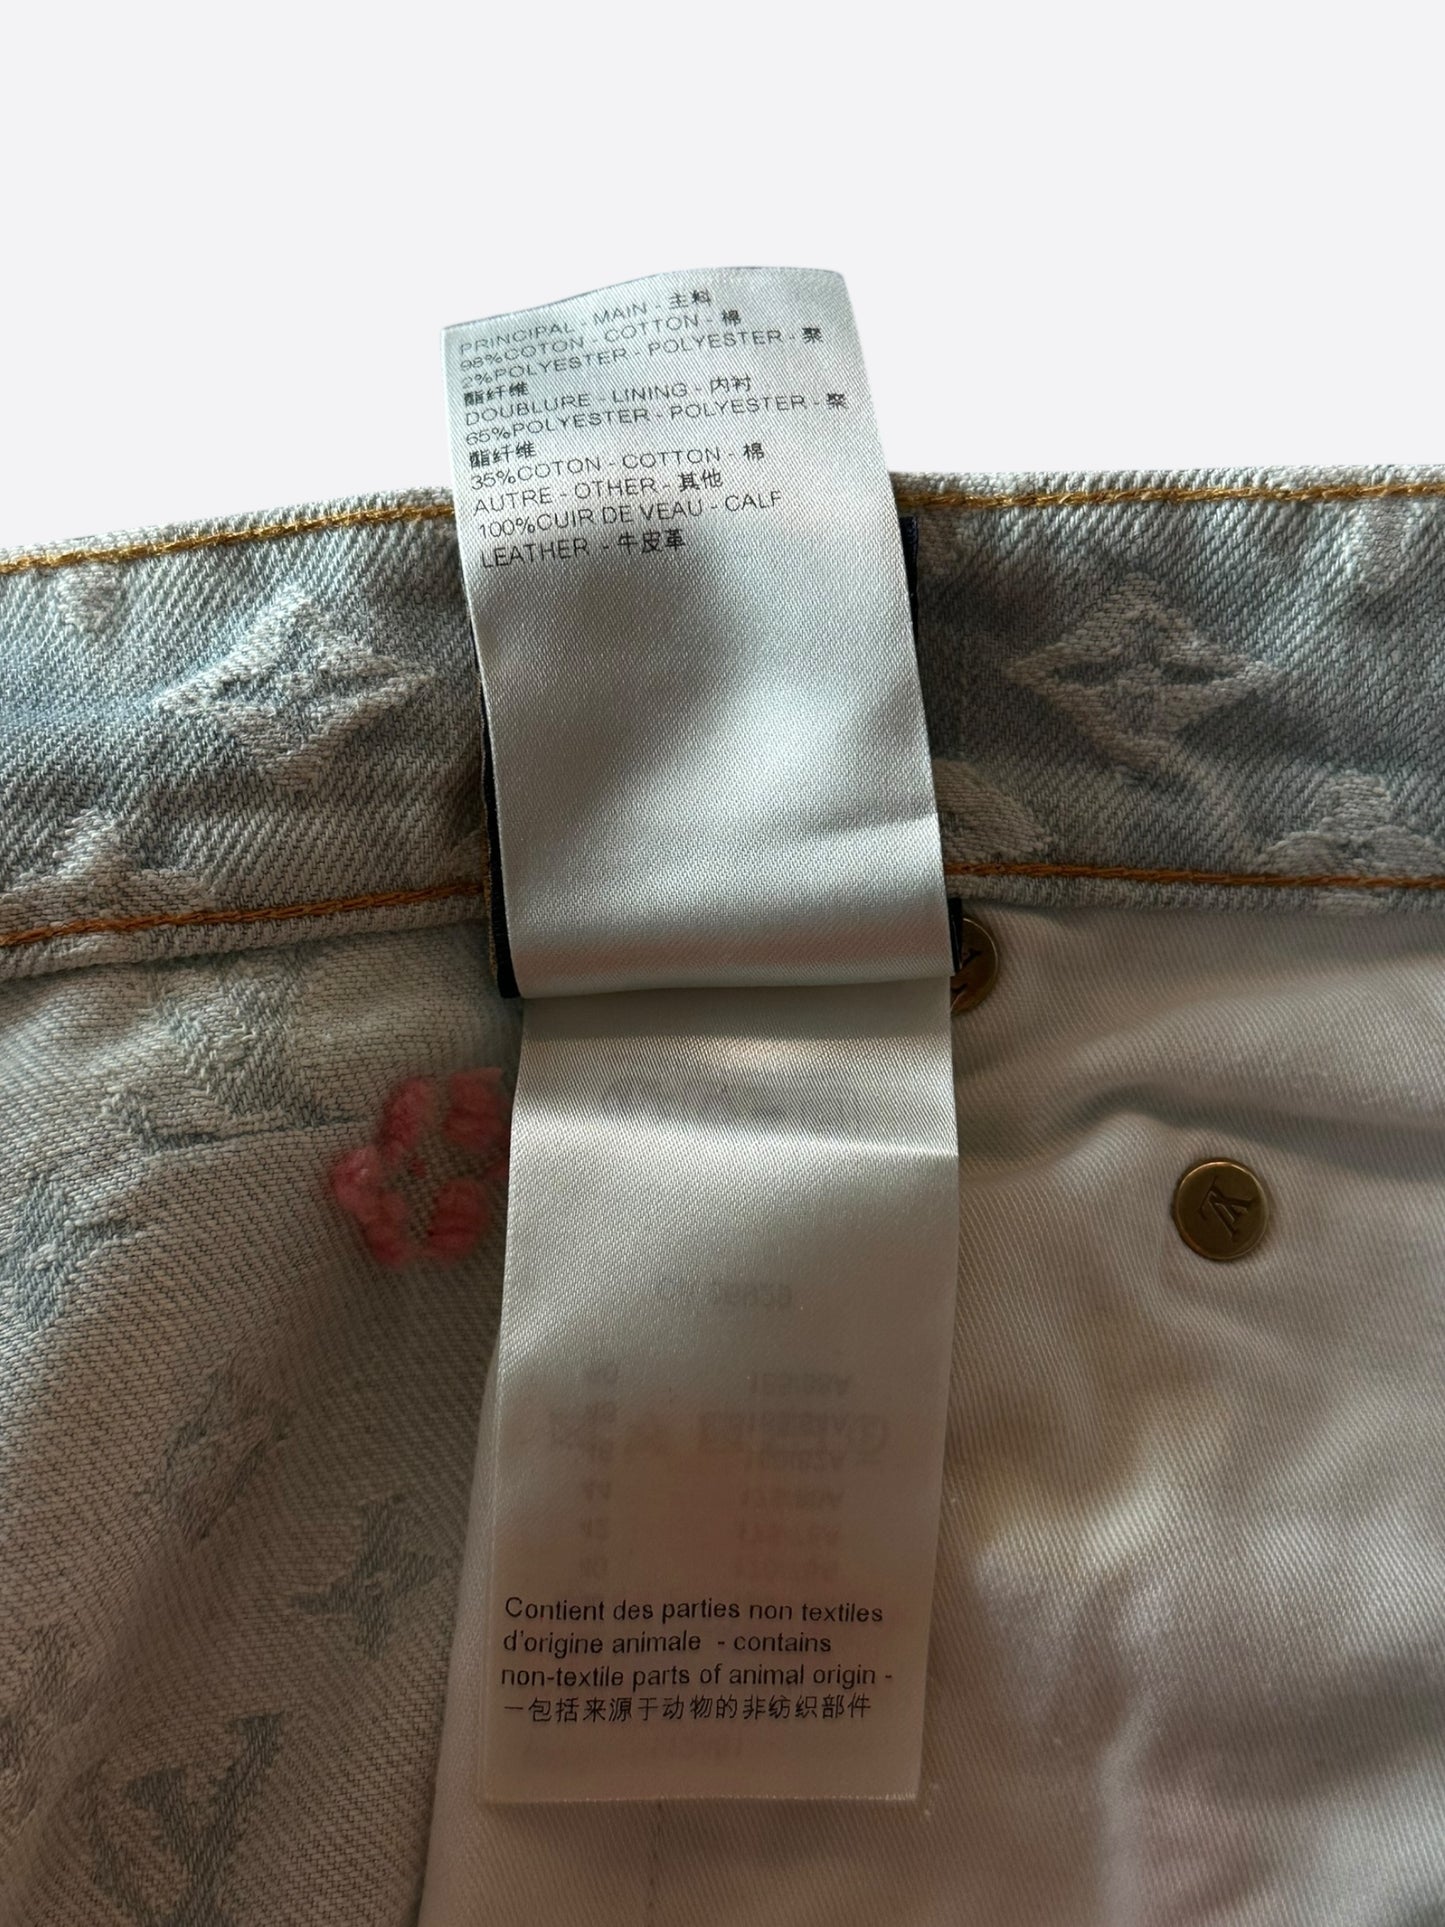 PRINCIPAL - MAIN - 主料
98%COTON - COTTON - 棉
2%POLYESTER - POLYESTER - 聚
酯纤维
DOUBLURE - LINING - 内衬
65%POLYESTER - POLYESTER - 聚
酯纤维
35%COTON - COTTON - 棉
AUTRE - OTHER - 其他
100%CUIR DE VEAU - CALF
LEATHER - 牛皮革
Contient des parties non textiles
d'origine animale - contains
non-textile parts of animal origin -
一包括来源于动物的非纺织部件